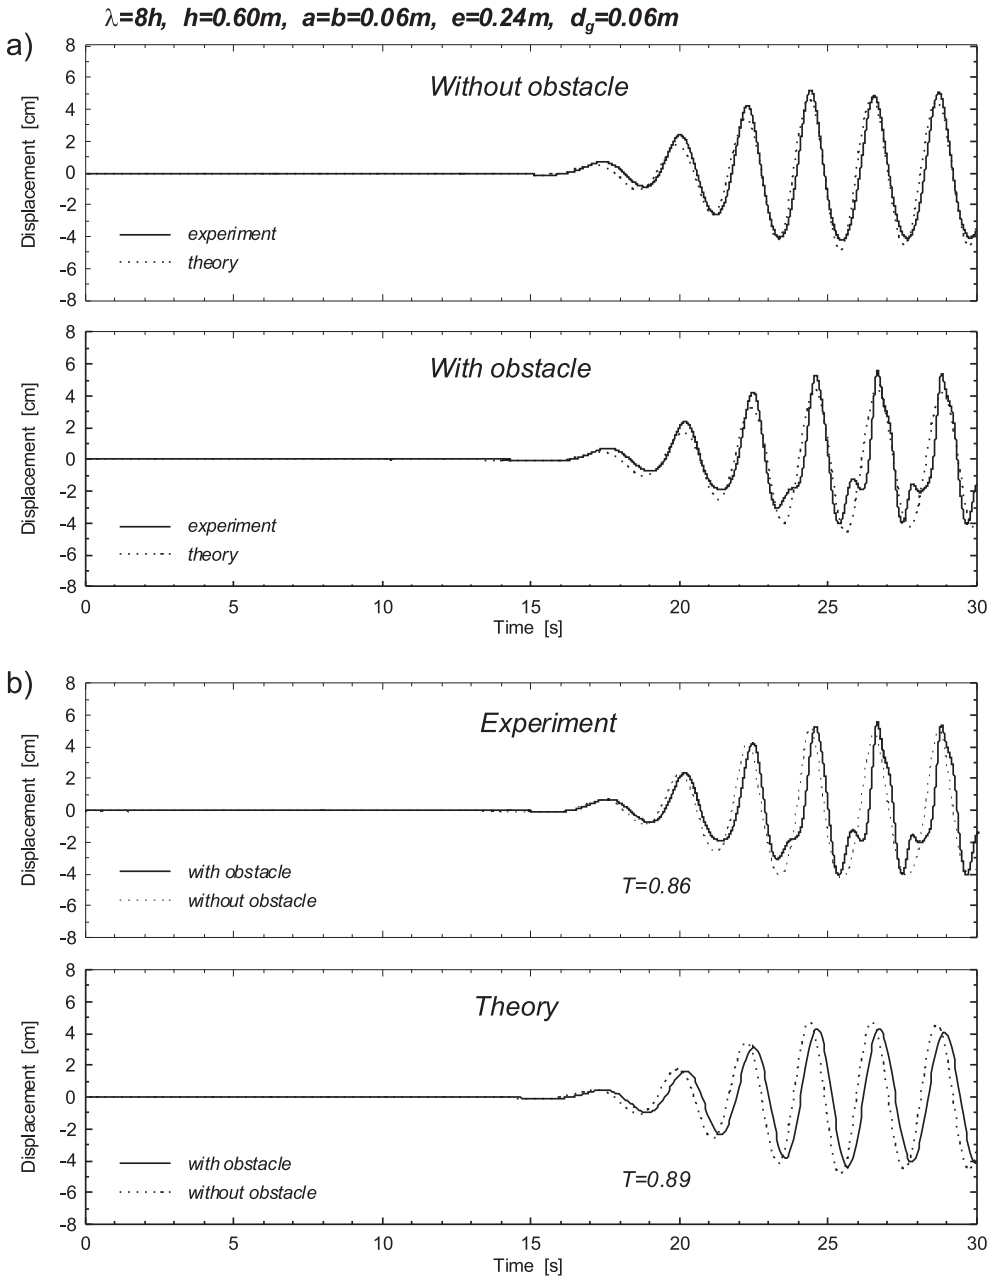 λ=8h, h=0.60m, a=b=0.06m, e=0.24m, dg=0.06m
a)
8
6
4
2
0
-2
-4
-6
-8
Displacement [cm]
Without obstacle
experiment
theory
8
6
4
2
0
-2
-4
-6
-8
Displacement [cm]
With obstacle
experiment
theory
0 5 10 15 20 25 30
Time [s]
b)
8
6
4
2
0
-2
-4
-6
-8
Displacement [cm]
Experiment
with obstacle
without obstacle
T=0.86
8
6
4
2
0
-2
-4
-6
-8
Displacement [cm]
Theory
with obstacle
without obstacle
T=0.89
0 5 10 15 20 25 30
Time [s]